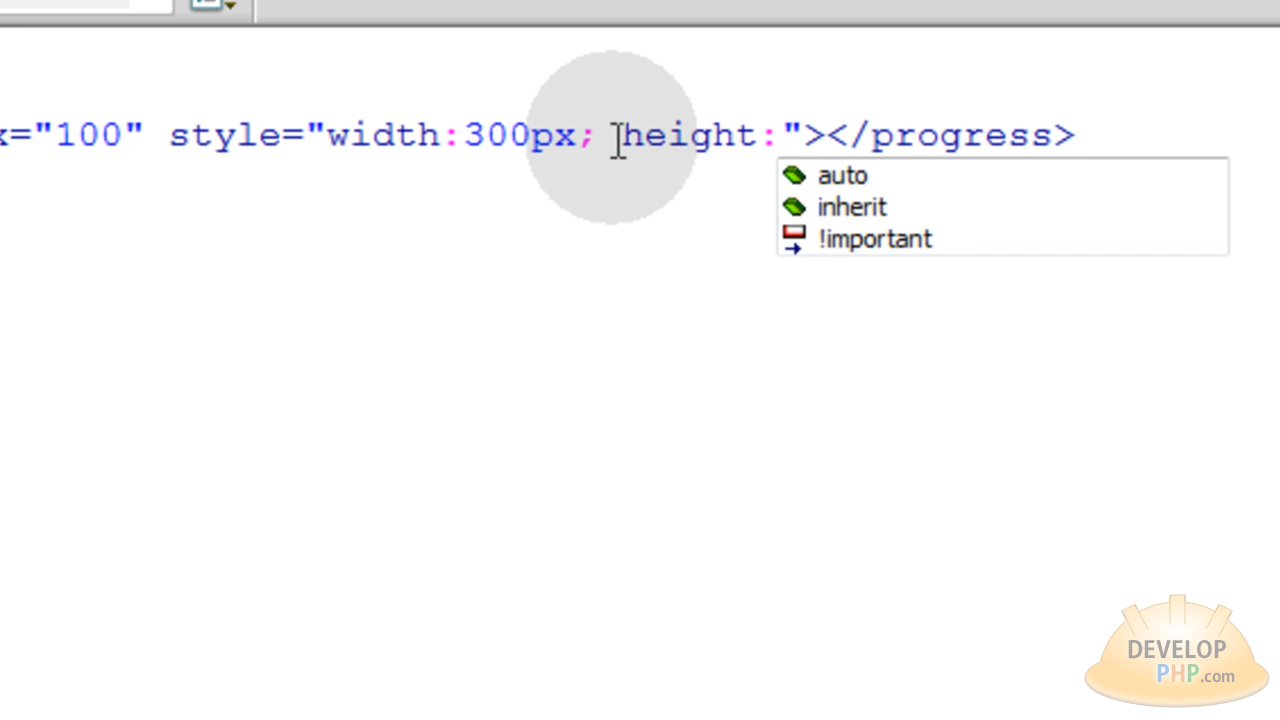 x="100" style="width:300px; height:"></progress>
auto
inherit
!important
DEVELOP
PHP.com